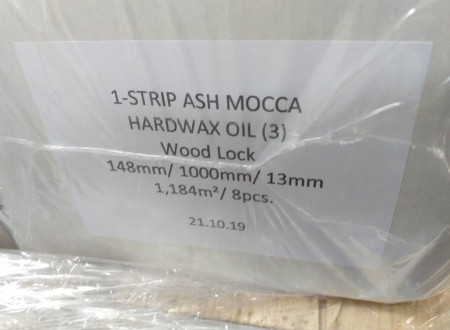 1-STRIP ASH MOCCA
HARDWAX OIL (3)
Wood Lock
148mm/ 1000mm/ 13mm
1,184m²/ 8pcs.
21.10.19